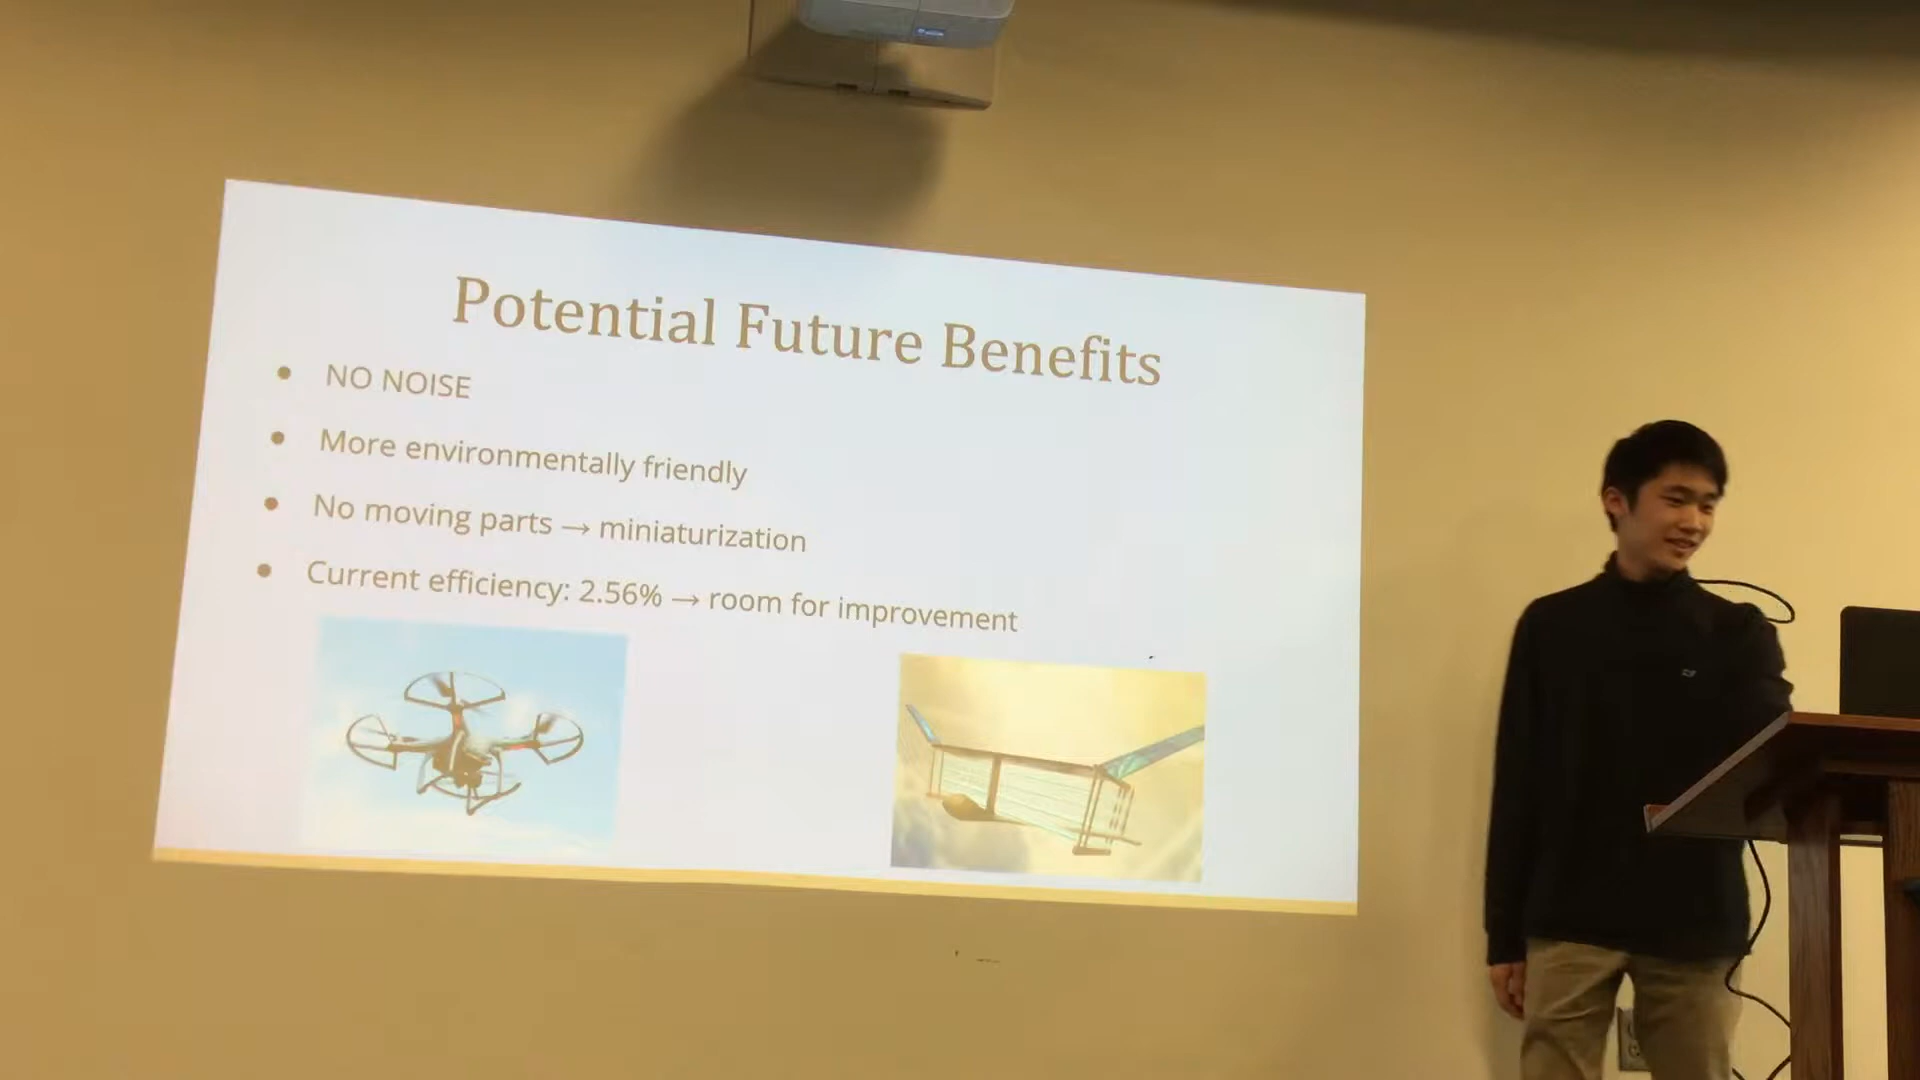 Potential Future Benefits
● NO NOISE
● More environmentally friendly
● No moving parts → miniaturization
● Current efficiency: 2.56% → room for improvement